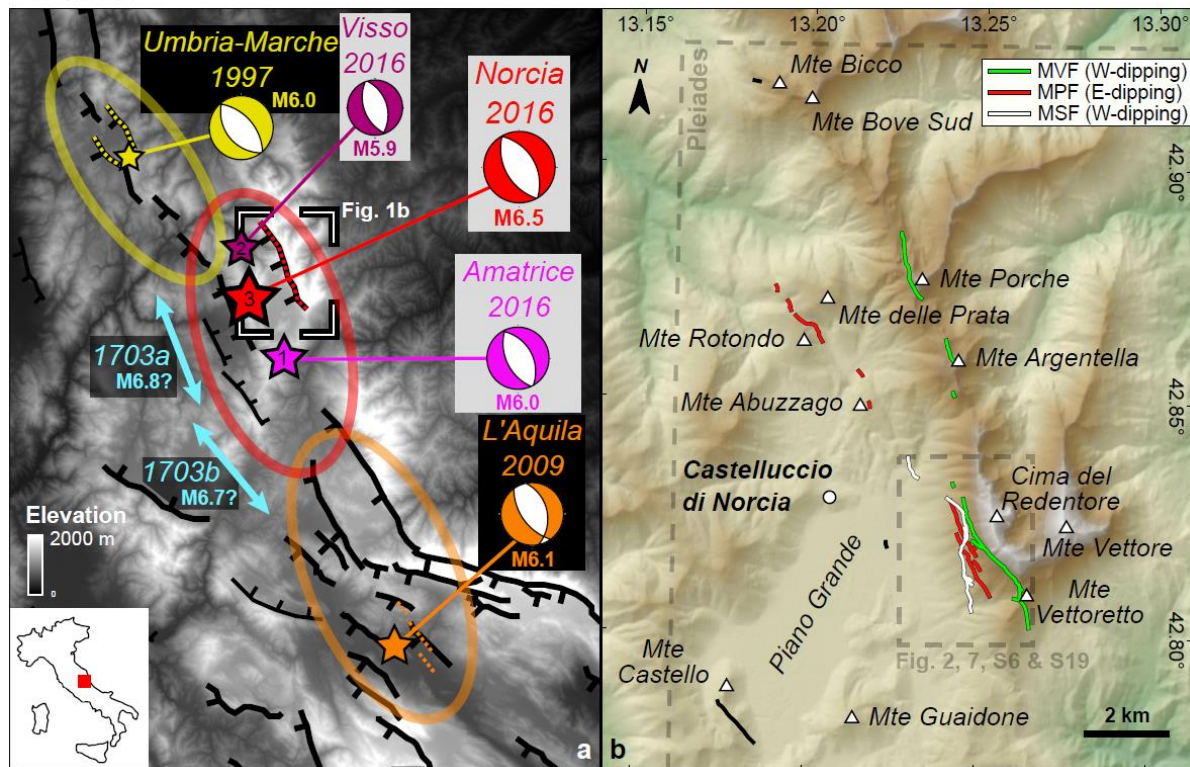 Umbria-Marche
1997
M6.0
Visso
2016
M5.9
Norcia
2016
M6.5
Fig. 1b
2
3
1
Amatrice
2016
M6.0
1703a
M6.8?
1703b
M6.7?
L'Aquila
2009
M6.1
Elevation
2000 m
0
a
13.15
13.20
13.25
13.30
N
Pleiades
Mte Bicco
Mte Bove Sud
MVF (W-dipping)
MPF (E-dipping)
MSF (W-dipping)
42.90
Mte Porche
Mte delle Prata
Mte Rotondo
Mte Argentella
Mte Abuzzago
42.85°
Castelluccio
di Norcia
Cima del
Redentore
Mte Vettore
Piano Grande
Mte
Vettoretto
42.80°
Fig. 2, 7, S6 & S19
Mte
Castello
Mte Guaidone
2 km
b